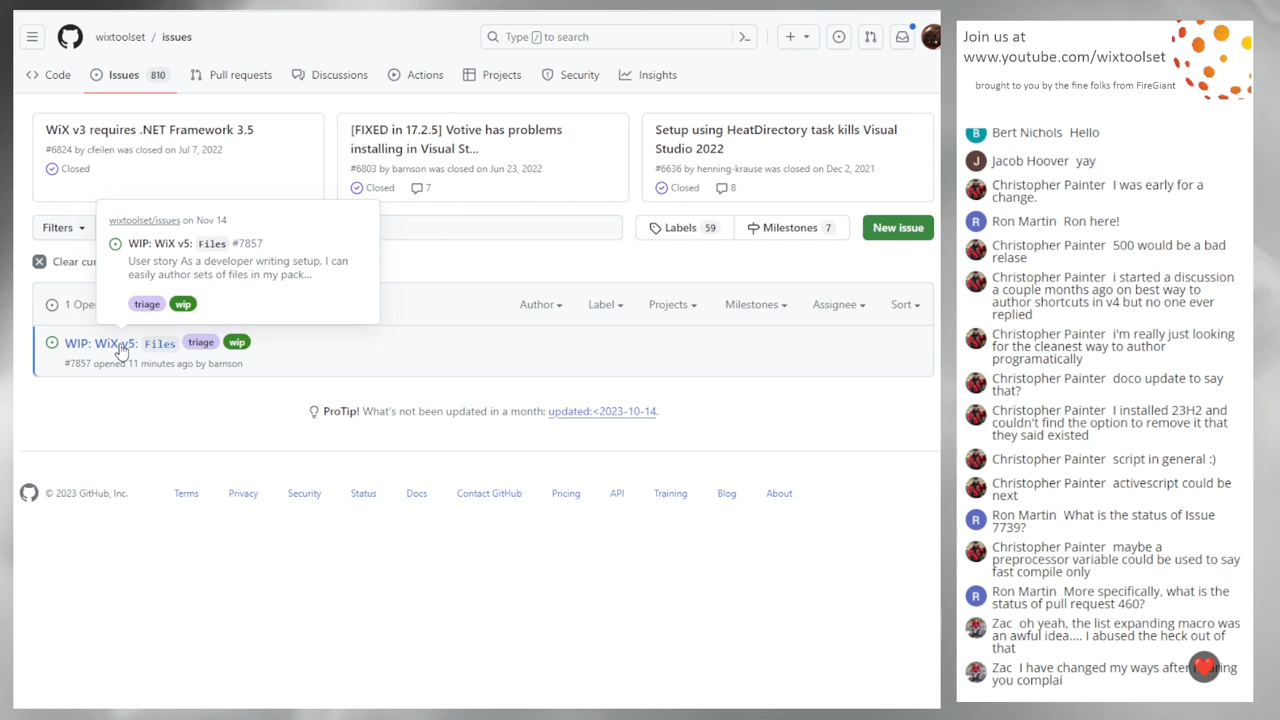 wixtoolset / issues
Type / to search
Code
Issues 810
Pull requests
Discussions
Actions
Projects
Security
Insights
WiX v3 requires .NET Framework 3.5
#6824 by cfeilen was closed on Jul 7, 2022
Closed
[FIXED in 17.2.5] Votive has problems
installing in Visual St...
#6803 by barnson was closed on Jun 23, 2022
Closed 7
Setup using HeatDirectory task kills Visual
Studio 2022
#6636 by henning-krause was closed on Dec 2, 2021
Closed 8
Filters
Labels 59
Milestones 7
New issue
wixtoolset/issues on Nov 14
WIP: WiX v5: Files #7857
User story As a developer writing setup, I can
easily author sets of files in my pack...
triage wip
Clear cur
1 Ope
Author
Label
Projects
Milestones
Assignee
Sort
WIP: WiX v5: Files triage wip
#7857 opened 11 minutes ago by barnson
ProTip! What's not been updated in a month: updated:<2023-10-14.
© 2023 GitHub, Inc.
Terms
Privacy
Security
Status
Docs
Contact GitHub
Pricing
API
Training
Blog
About
Join us at
www.youtube.com/wixtoolset
brought to you by the fine folks from FireGiant
B Bert Nichols Hello
J Jacob Hoover yay
Christopher Painter I was early for a
change.
R Ron Martin Ron here!
Christopher Painter 500 would be a bad
relase
Christopher Painter i started a discussion
a couple months ago on best way to
author shortcuts in v4 but no one ever
replied
Christopher Painter i'm really just looking
for the cleanest way to author
programatically
Christopher Painter doco update to say
that?
Christopher Painter I installed 23H2 and
couldn't find the option to remove it that
they said existed
Christopher Painter script in general :)
Christopher Painter activescript could be
next
R Ron Martin What is the status of Issue
7739?
Christopher Painter maybe a
preprocessor variable could be used to say
fast compile only
R Ron Martin More specifically, what is the
status of pull request 460?
Zac oh yeah, the list expanding macro was
an awful idea.... I abused the heck out of
that
Zac I have changed my ways after
you complai